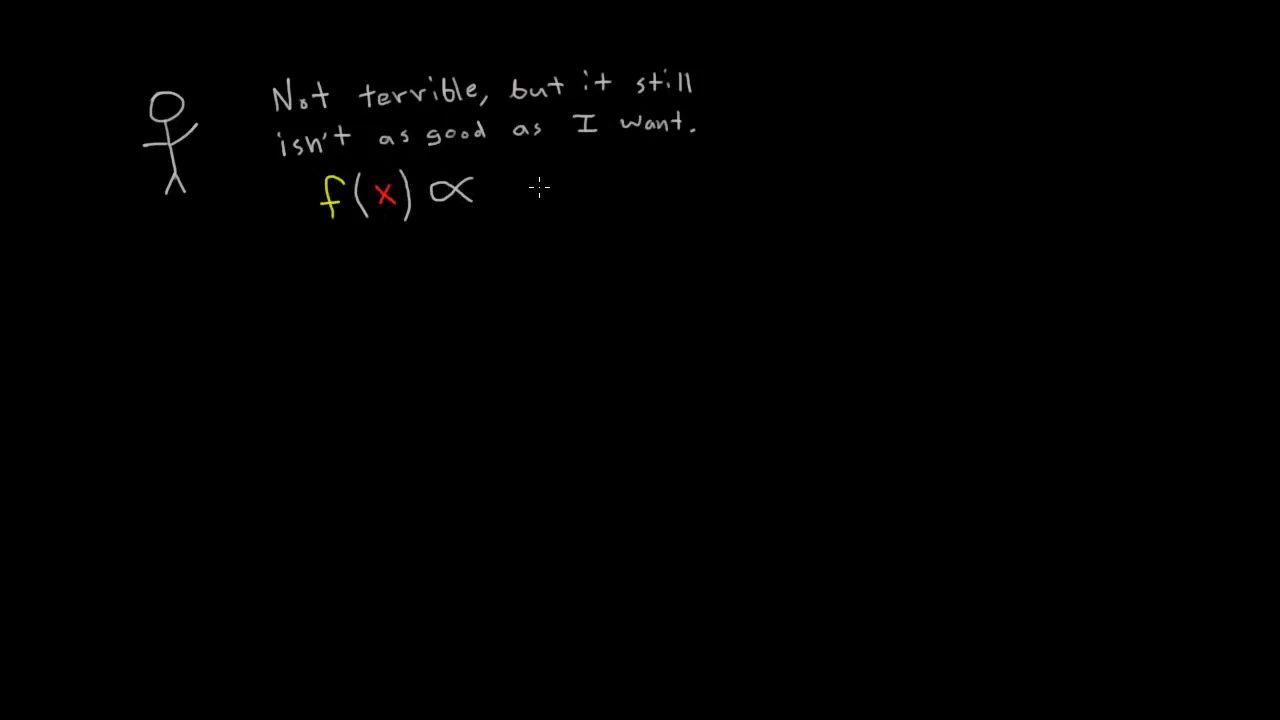 Not terrible, but it still
isn't as good as I want.
f(x) ∝